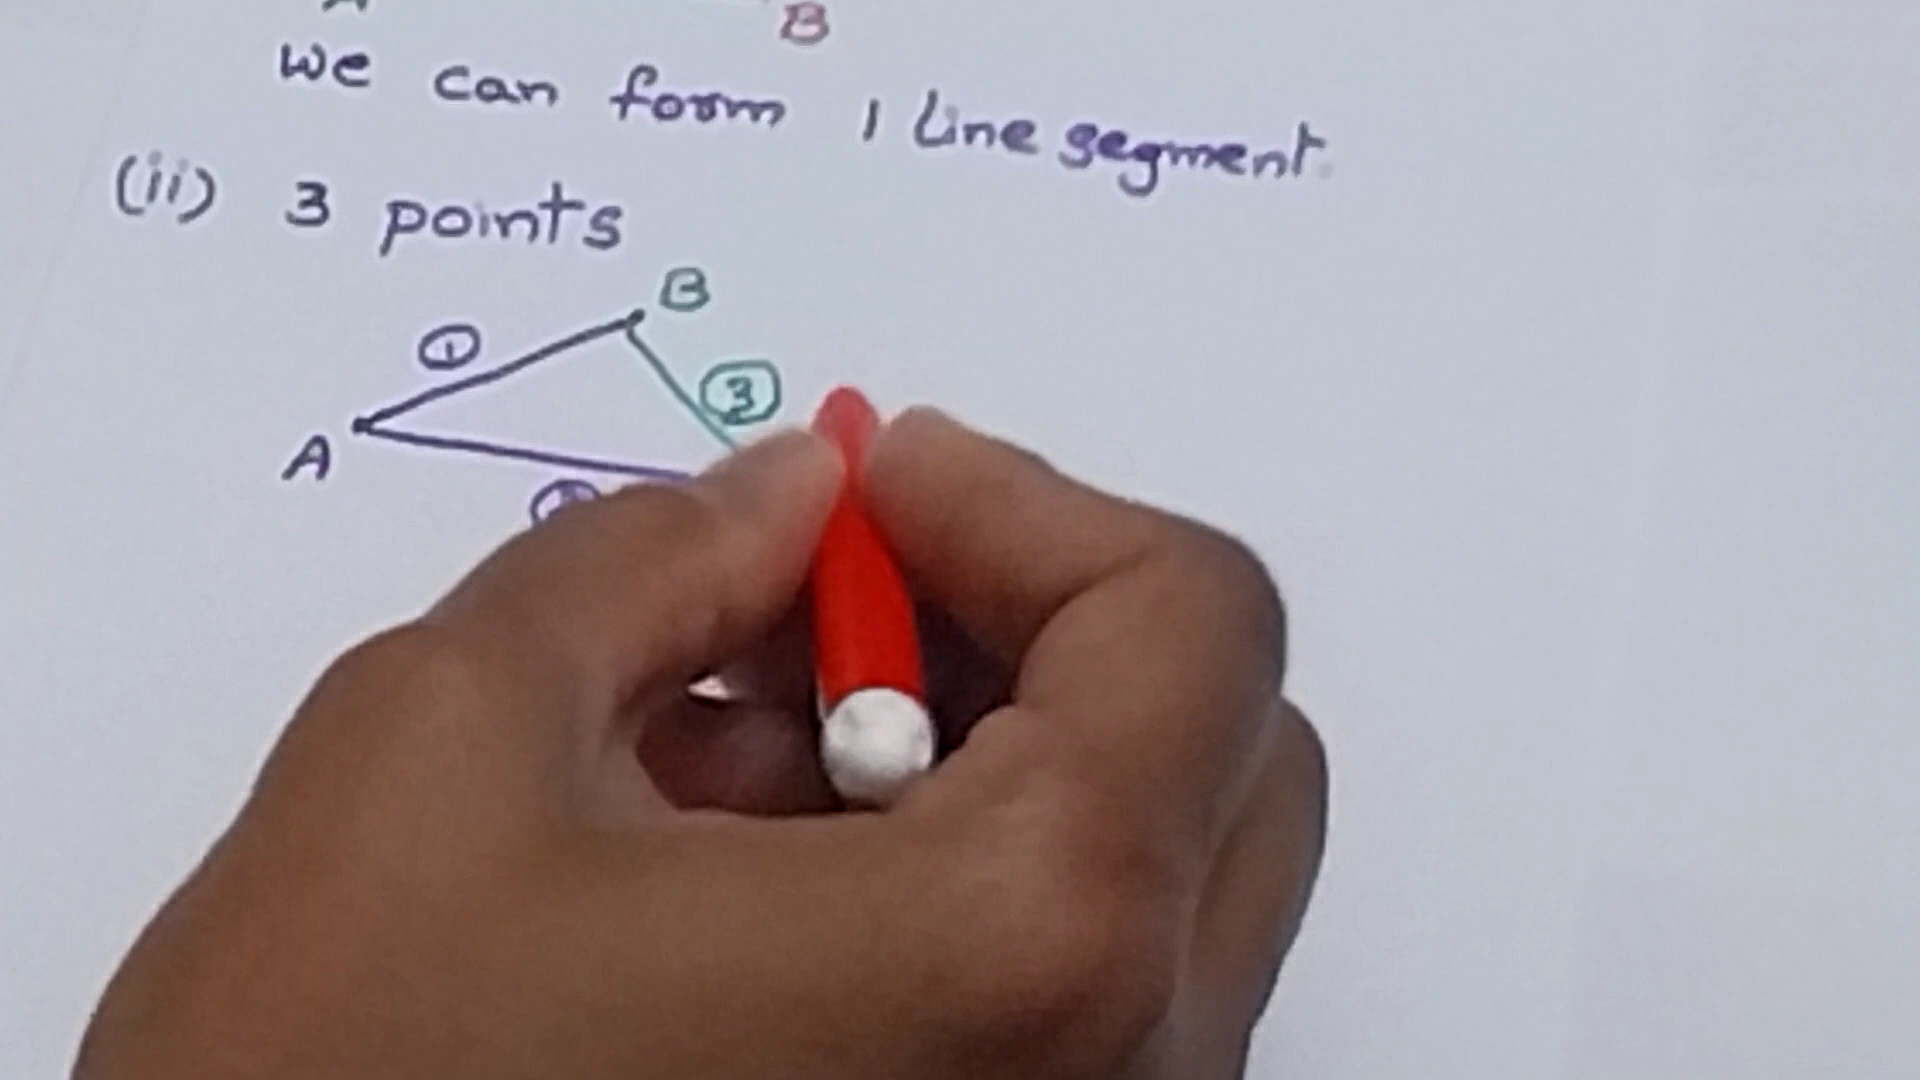 B
We can form 1 Line segment.
(ii) 3 points
B
①
③
A